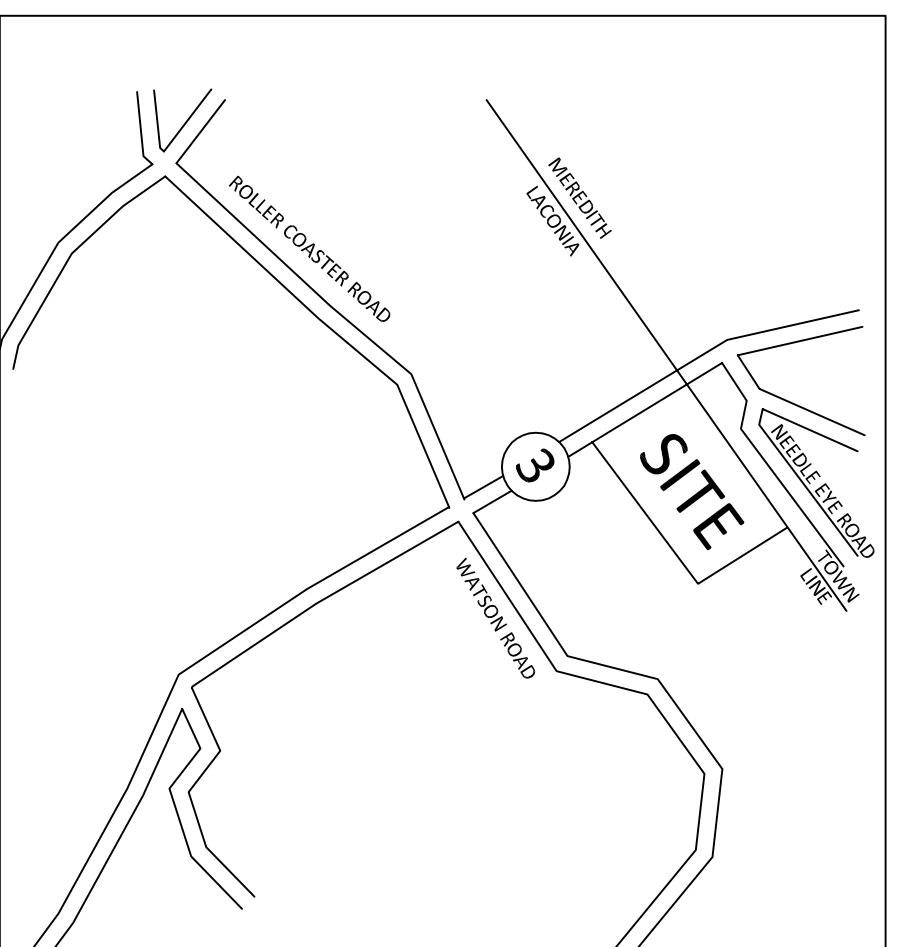 MEREDITH
LACONIA
ROLLER COASTER ROAD
3
SITE
NEEDLE EYE ROAD
TOWN
LINE
WATSON ROAD